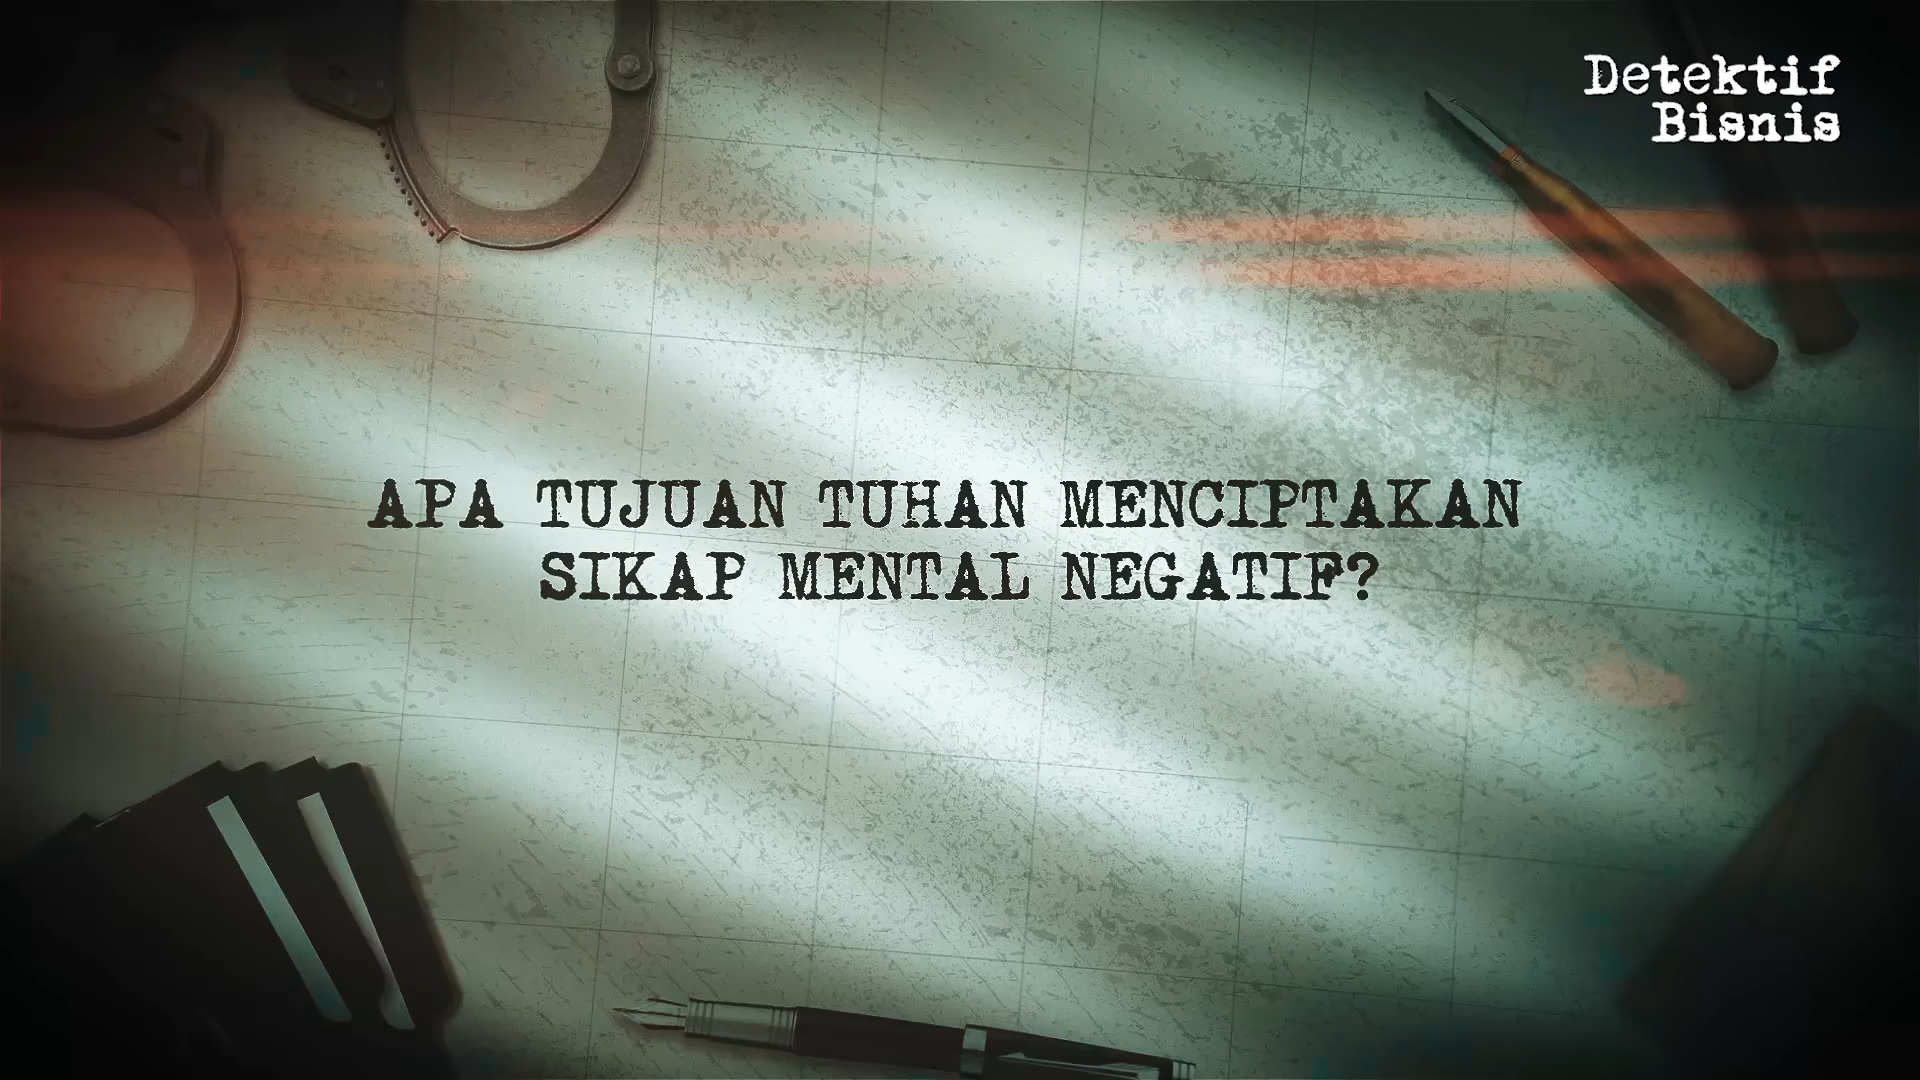 Detektif
Bisnis
APA TUJUAN TUHAN MENCIPTAKAN
SIKAP MENTAL NEGATIF?